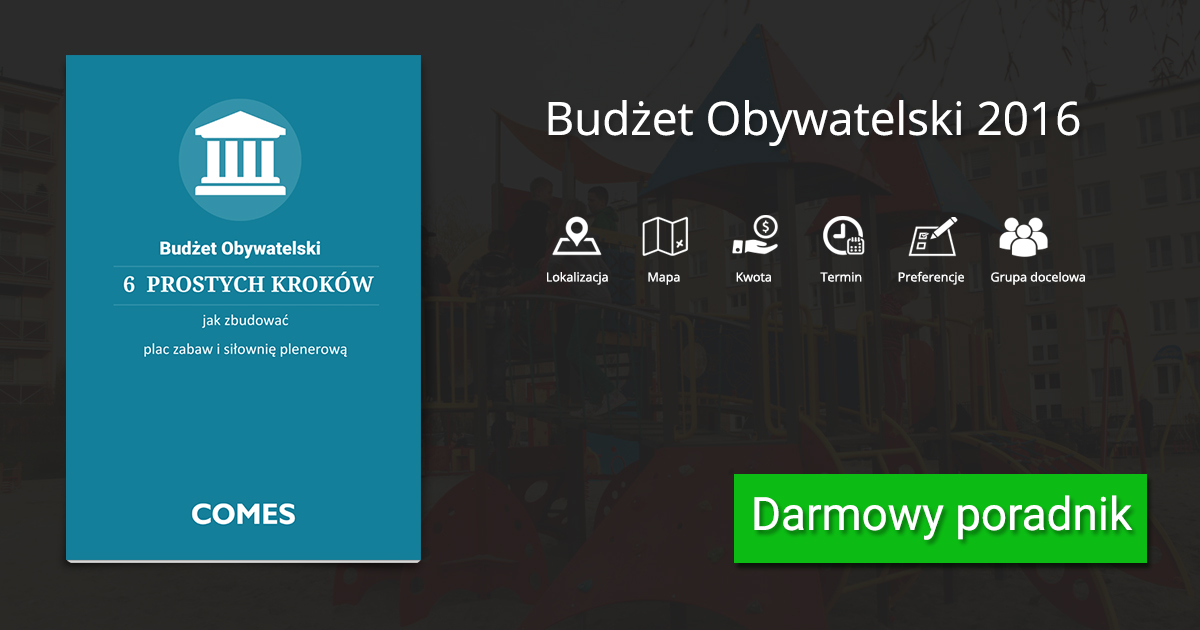 Budżet Obywatelski
6 PROSTYCH KROKÓW
jak zbudować
plac zabaw i siłownię plenerową
COMES
Budżet Obywatelski 2016
Lokalizacja
Mapa
Kwota
Termin
Preferencje
Grupa docelowa
Darmowy poradnik